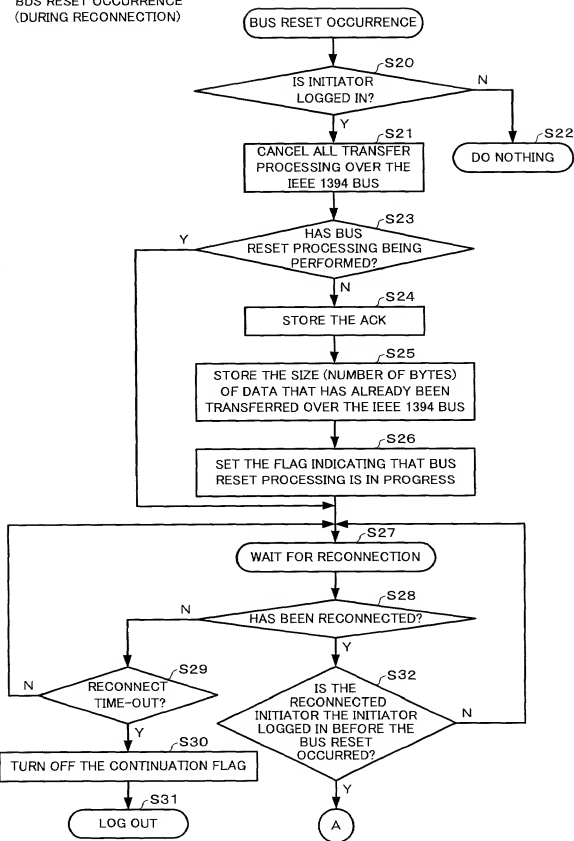 BUS RESET OCCURRENCE
(DURING RECONNECTION)
BUS RESET OCCURRENCE
S20
IS INITIATOR
LOGGED IN?
N
Y
S21
CANCEL ALL TRANSFER
PROCESSING OVER THE
IEEE 1394 BUS
S22
DO NOTHING
S23
HAS BUS
RESET PROCESSING BEING
PERFORMED?
Y
N
S24
STORE THE ACK
S25
STORE THE SIZE (NUMBER OF BYTES)
OF DATA THAT HAS ALREADY BEEN
TRANSFERRED OVER THE IEEE 1394 BUS
S26
SET THE FLAG INDICATING THAT BUS
RESET PROCESSING IS IN PROGRESS
S27
WAIT FOR RECONNECTION
S28
HAS BEEN RECONNECTED?
N
Y
S29
RECONNECT
TIME-OUT?
N
Y
S32
IS THE
RECONNECTED
INITIATOR THE INITIATOR
LOGGED IN BEFORE THE
BUS RESET
OCCURRED?
N
Y
S30
TURN OFF THE CONTINUATION FLAG
S31
LOG OUT
A